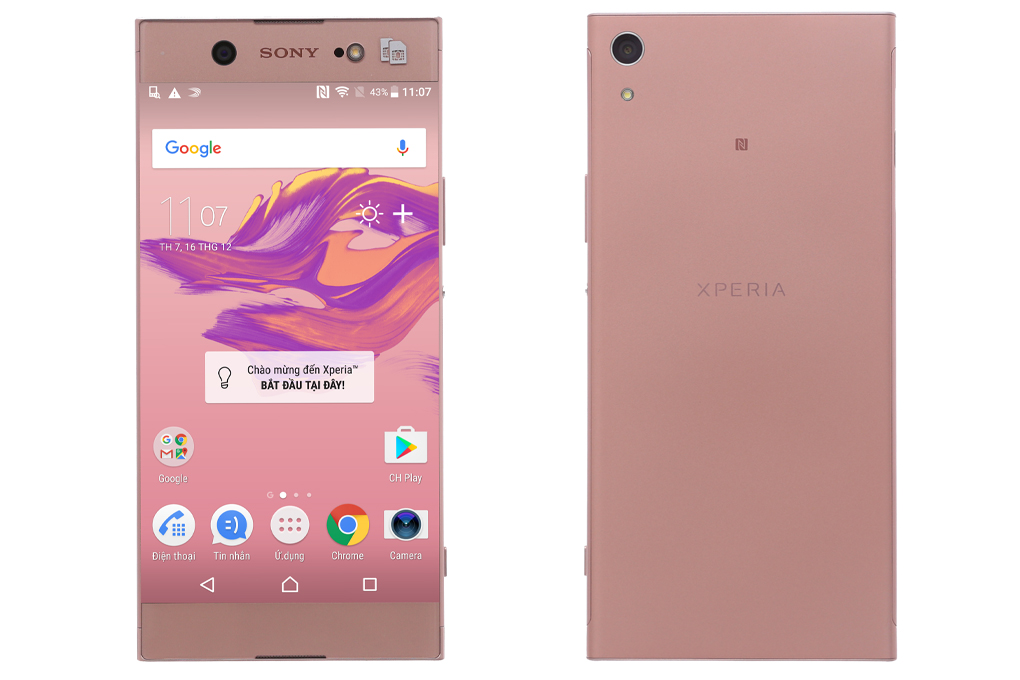 SONY
43% 11:07
Google
11 07
TH 7, 16 THG 12
Chào mừng đến Xperia™
BẮT ĐẦU TẠI ĐÂY!
Google
CH Play
Điện thoại
Tin nhắn
Ứ.dụng
Chrome
Camera
XPERIA